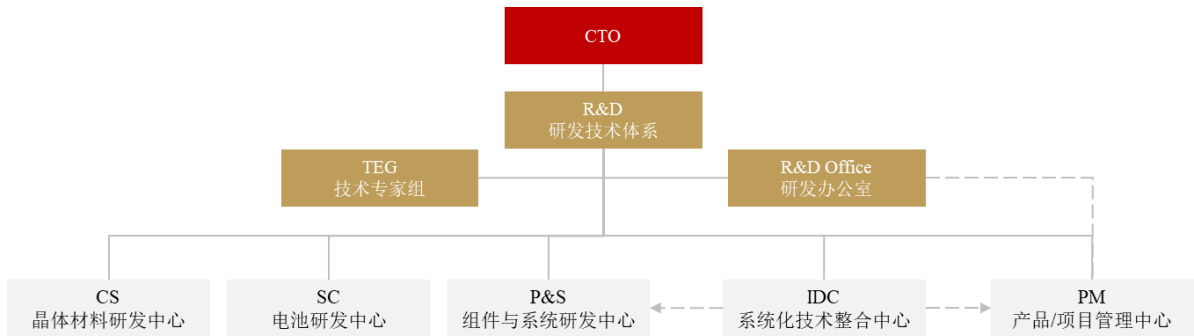 CTO
R&D
研发技术体系
TEG
技术专家组
R&D Office
研发办公室
CS
晶体材料研发中心
SC
电池研发中心
P&S
组件与系统研发中心
IDC
系统化技术整合中心
PM
产品/项目管理中心